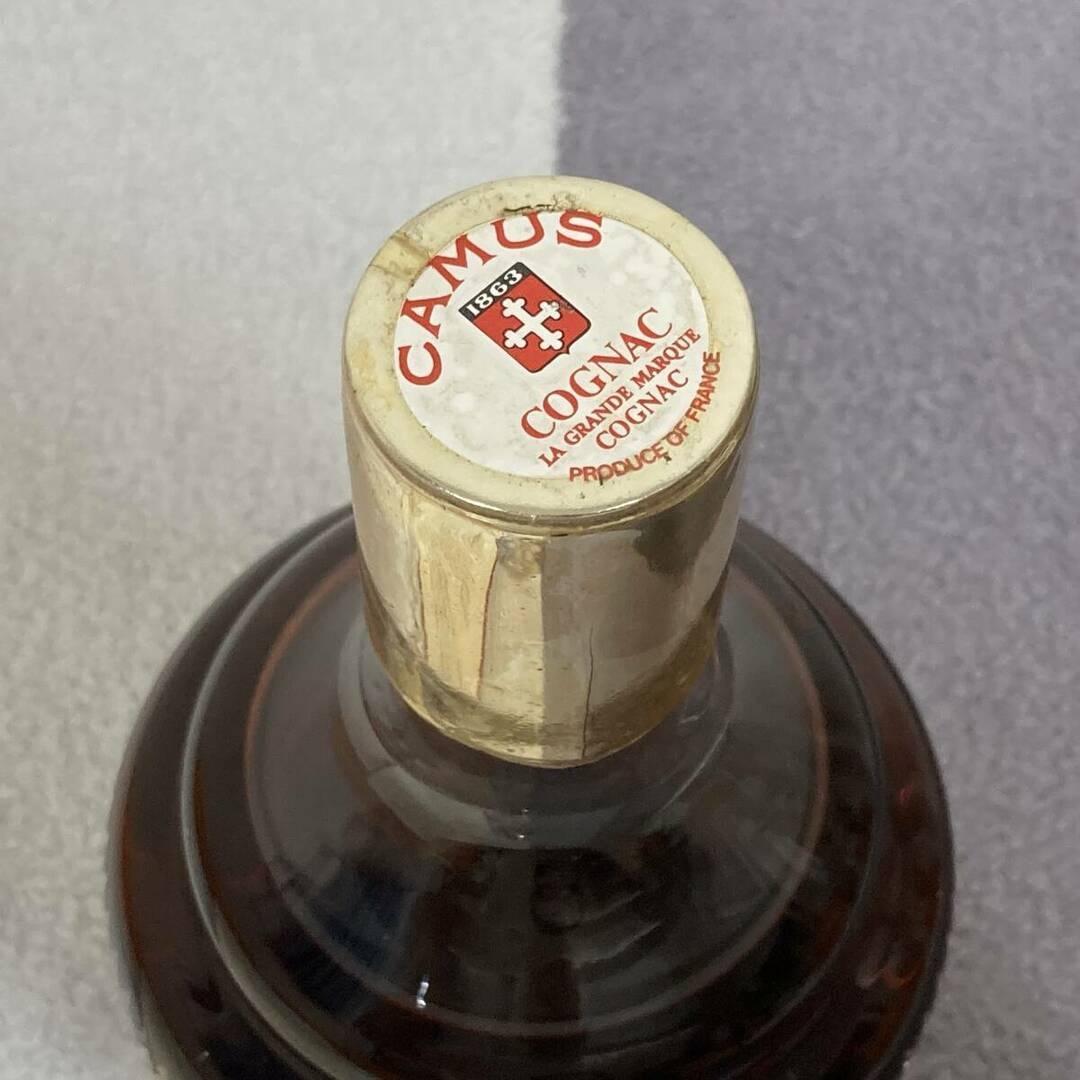 CAMUS
1863
COGNAC
LA GRANDE MARQUE
COGNAC
PRODUCE OF FRANCE